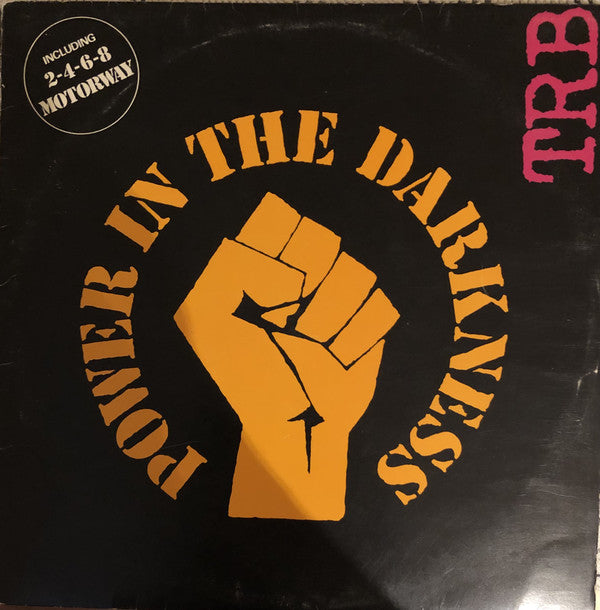 INCLUDING
2-4-6-8
MOTORWAY
TRB
POWER IN THE DARKNESS